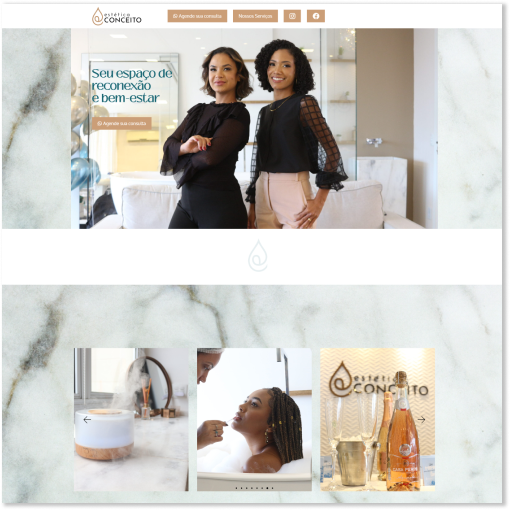 estética
CONCEITO
Agende sua consulta
Nossos Serviços
Seu espaço de
reconexão
e bem-estar
Agende sua consulta
estética
CONCEITO